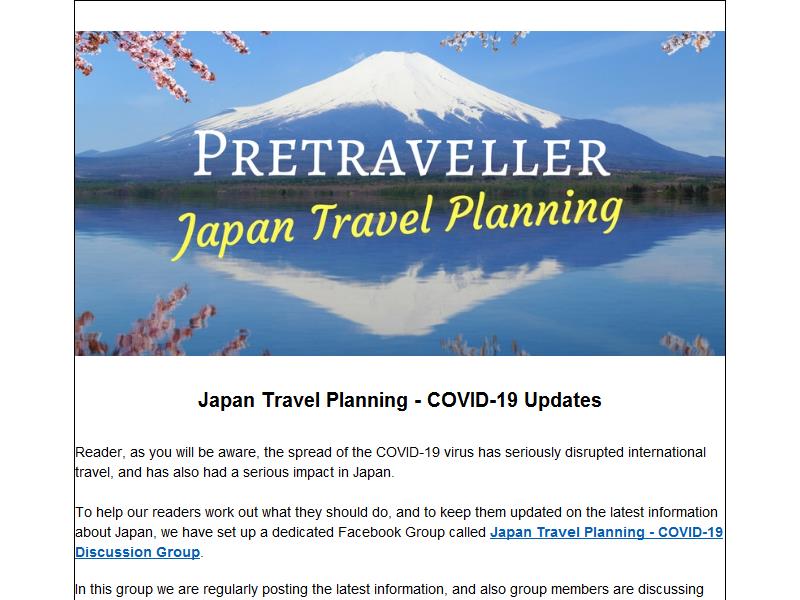 PRETRAVELLER
Japan Travel Planning
Japan Travel Planning - COVID-19 Updates
Reader, as you will be aware, the spread of the COVID-19 virus has seriously disrupted international
travel, and has also had a serious impact in Japan.
To help our readers work out what they should do, and to keep them updated on the latest information
about Japan, we have set up a dedicated Facebook Group called Japan Travel Planning - COVID-19
Discussion Group.
In this group we are regularly posting the latest information, and also group members are discussing